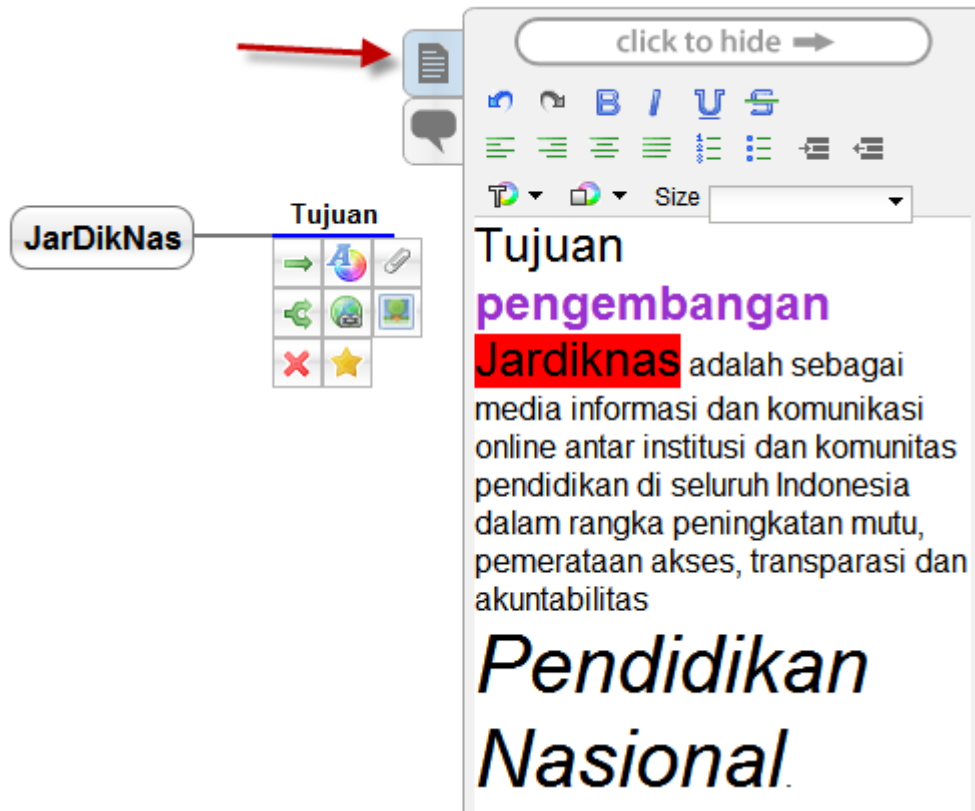 click to hide
Size
Tujuan
JarDikNas
Tujuan
pengembangan
Jardiknas adalah sebagai
media informasi dan komunikasi
online antar institusi dan komunitas
pendidikan di seluruh Indonesia
dalam rangka peningkatan mutu,
pemerataan akses, transparasi dan
akuntabilitas
Pendidikan
Nasional.